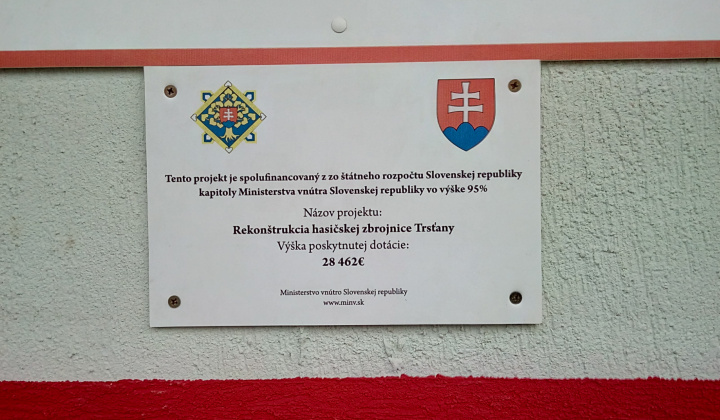 Tento projekt je spolufinancovaný z zo štátneho rozpočtu Slovenskej republiky
kapitoly Ministerstva vnútra Slovenskej republiky vo výške 95%
Názov projektu:
Rekonštrukcia hasičskej zbrojnice Trsťany
Výška poskytnutej dotácie:
28 462€
Ministerstvo vnútro Slovenskej republiky
www.minv.sk